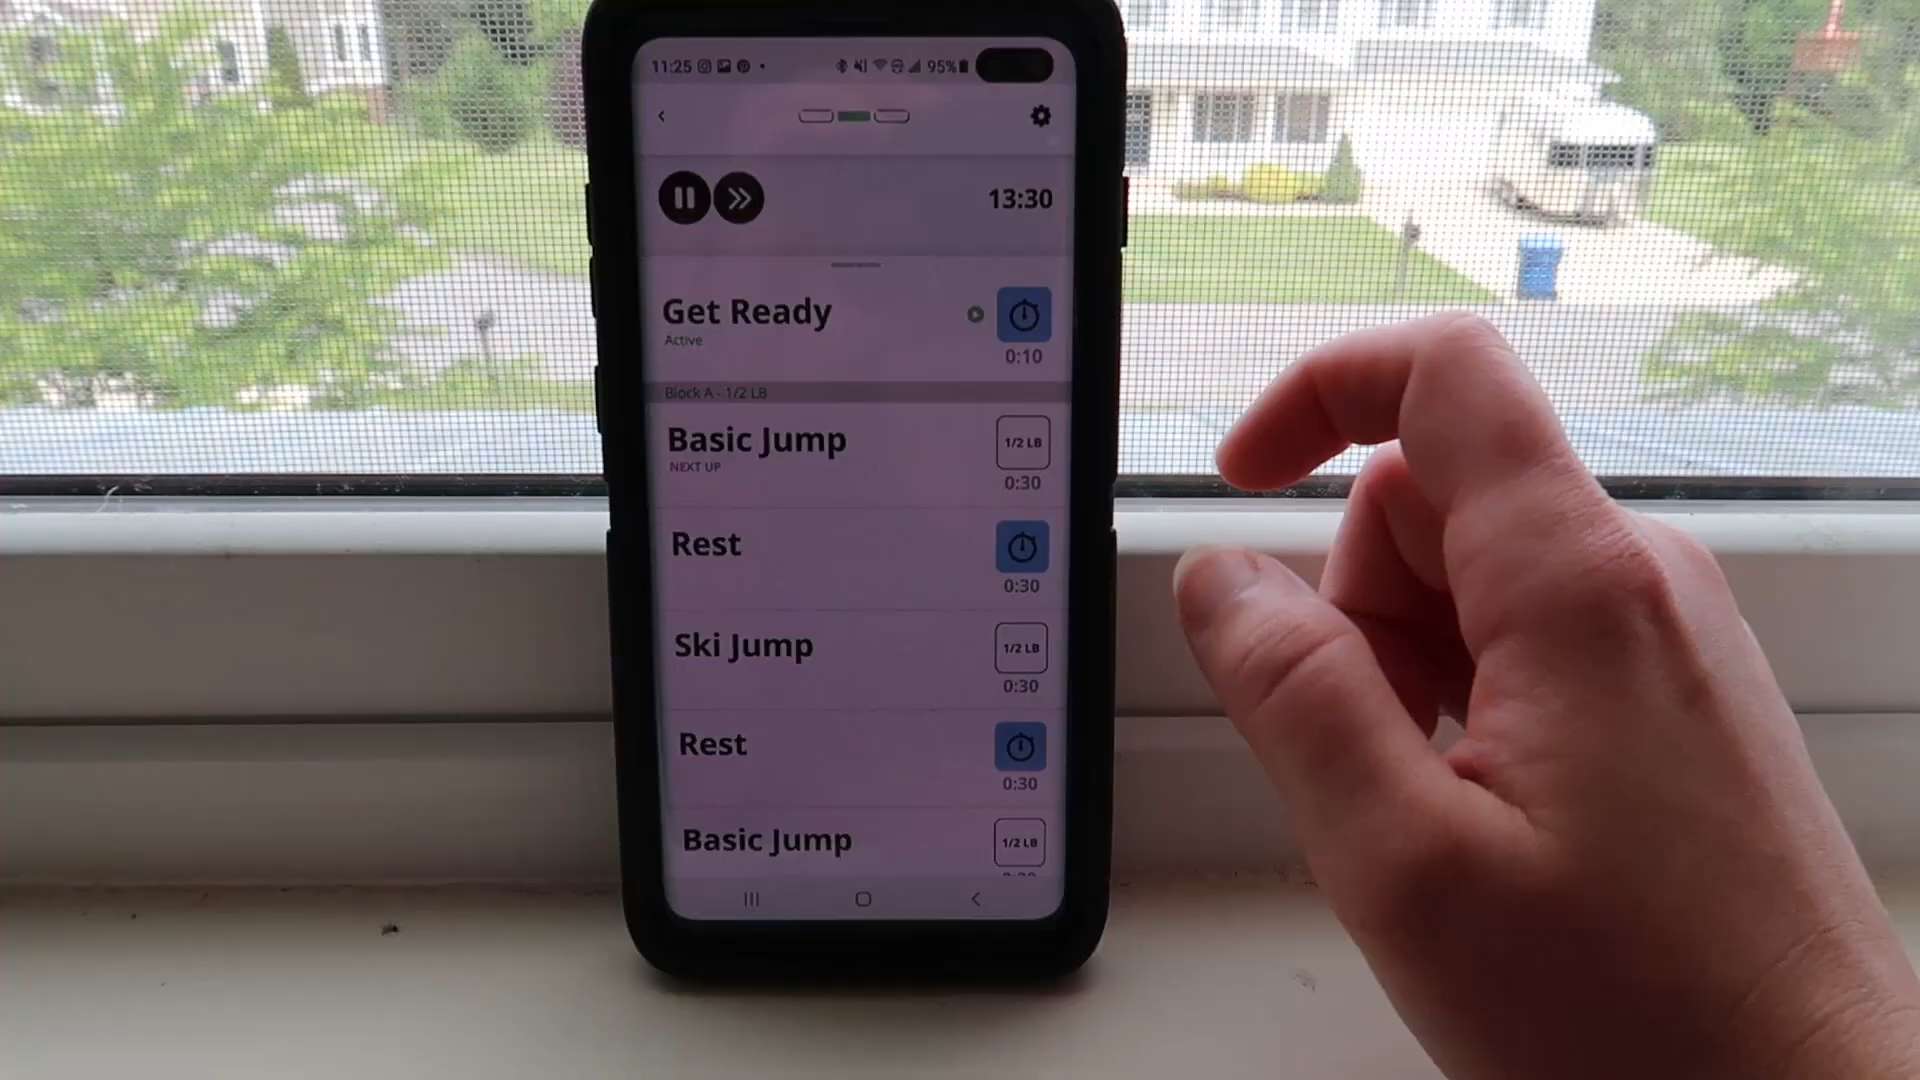 11:25 95%
13:30
Get Ready
Active
0:10
Block A - 1/2 LB
Basic Jump
NEXT UP
1/2 LB
0:30
Rest
0:30
Ski Jump
1/2 LB
0:30
Rest
0:30
Basic Jump
1/2 LB